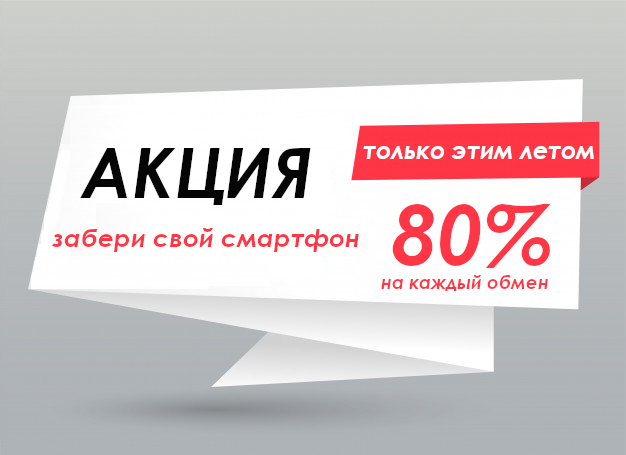 АКЦИЯ
только этим летом
забери свой смартфон
80%
на каждый обмен